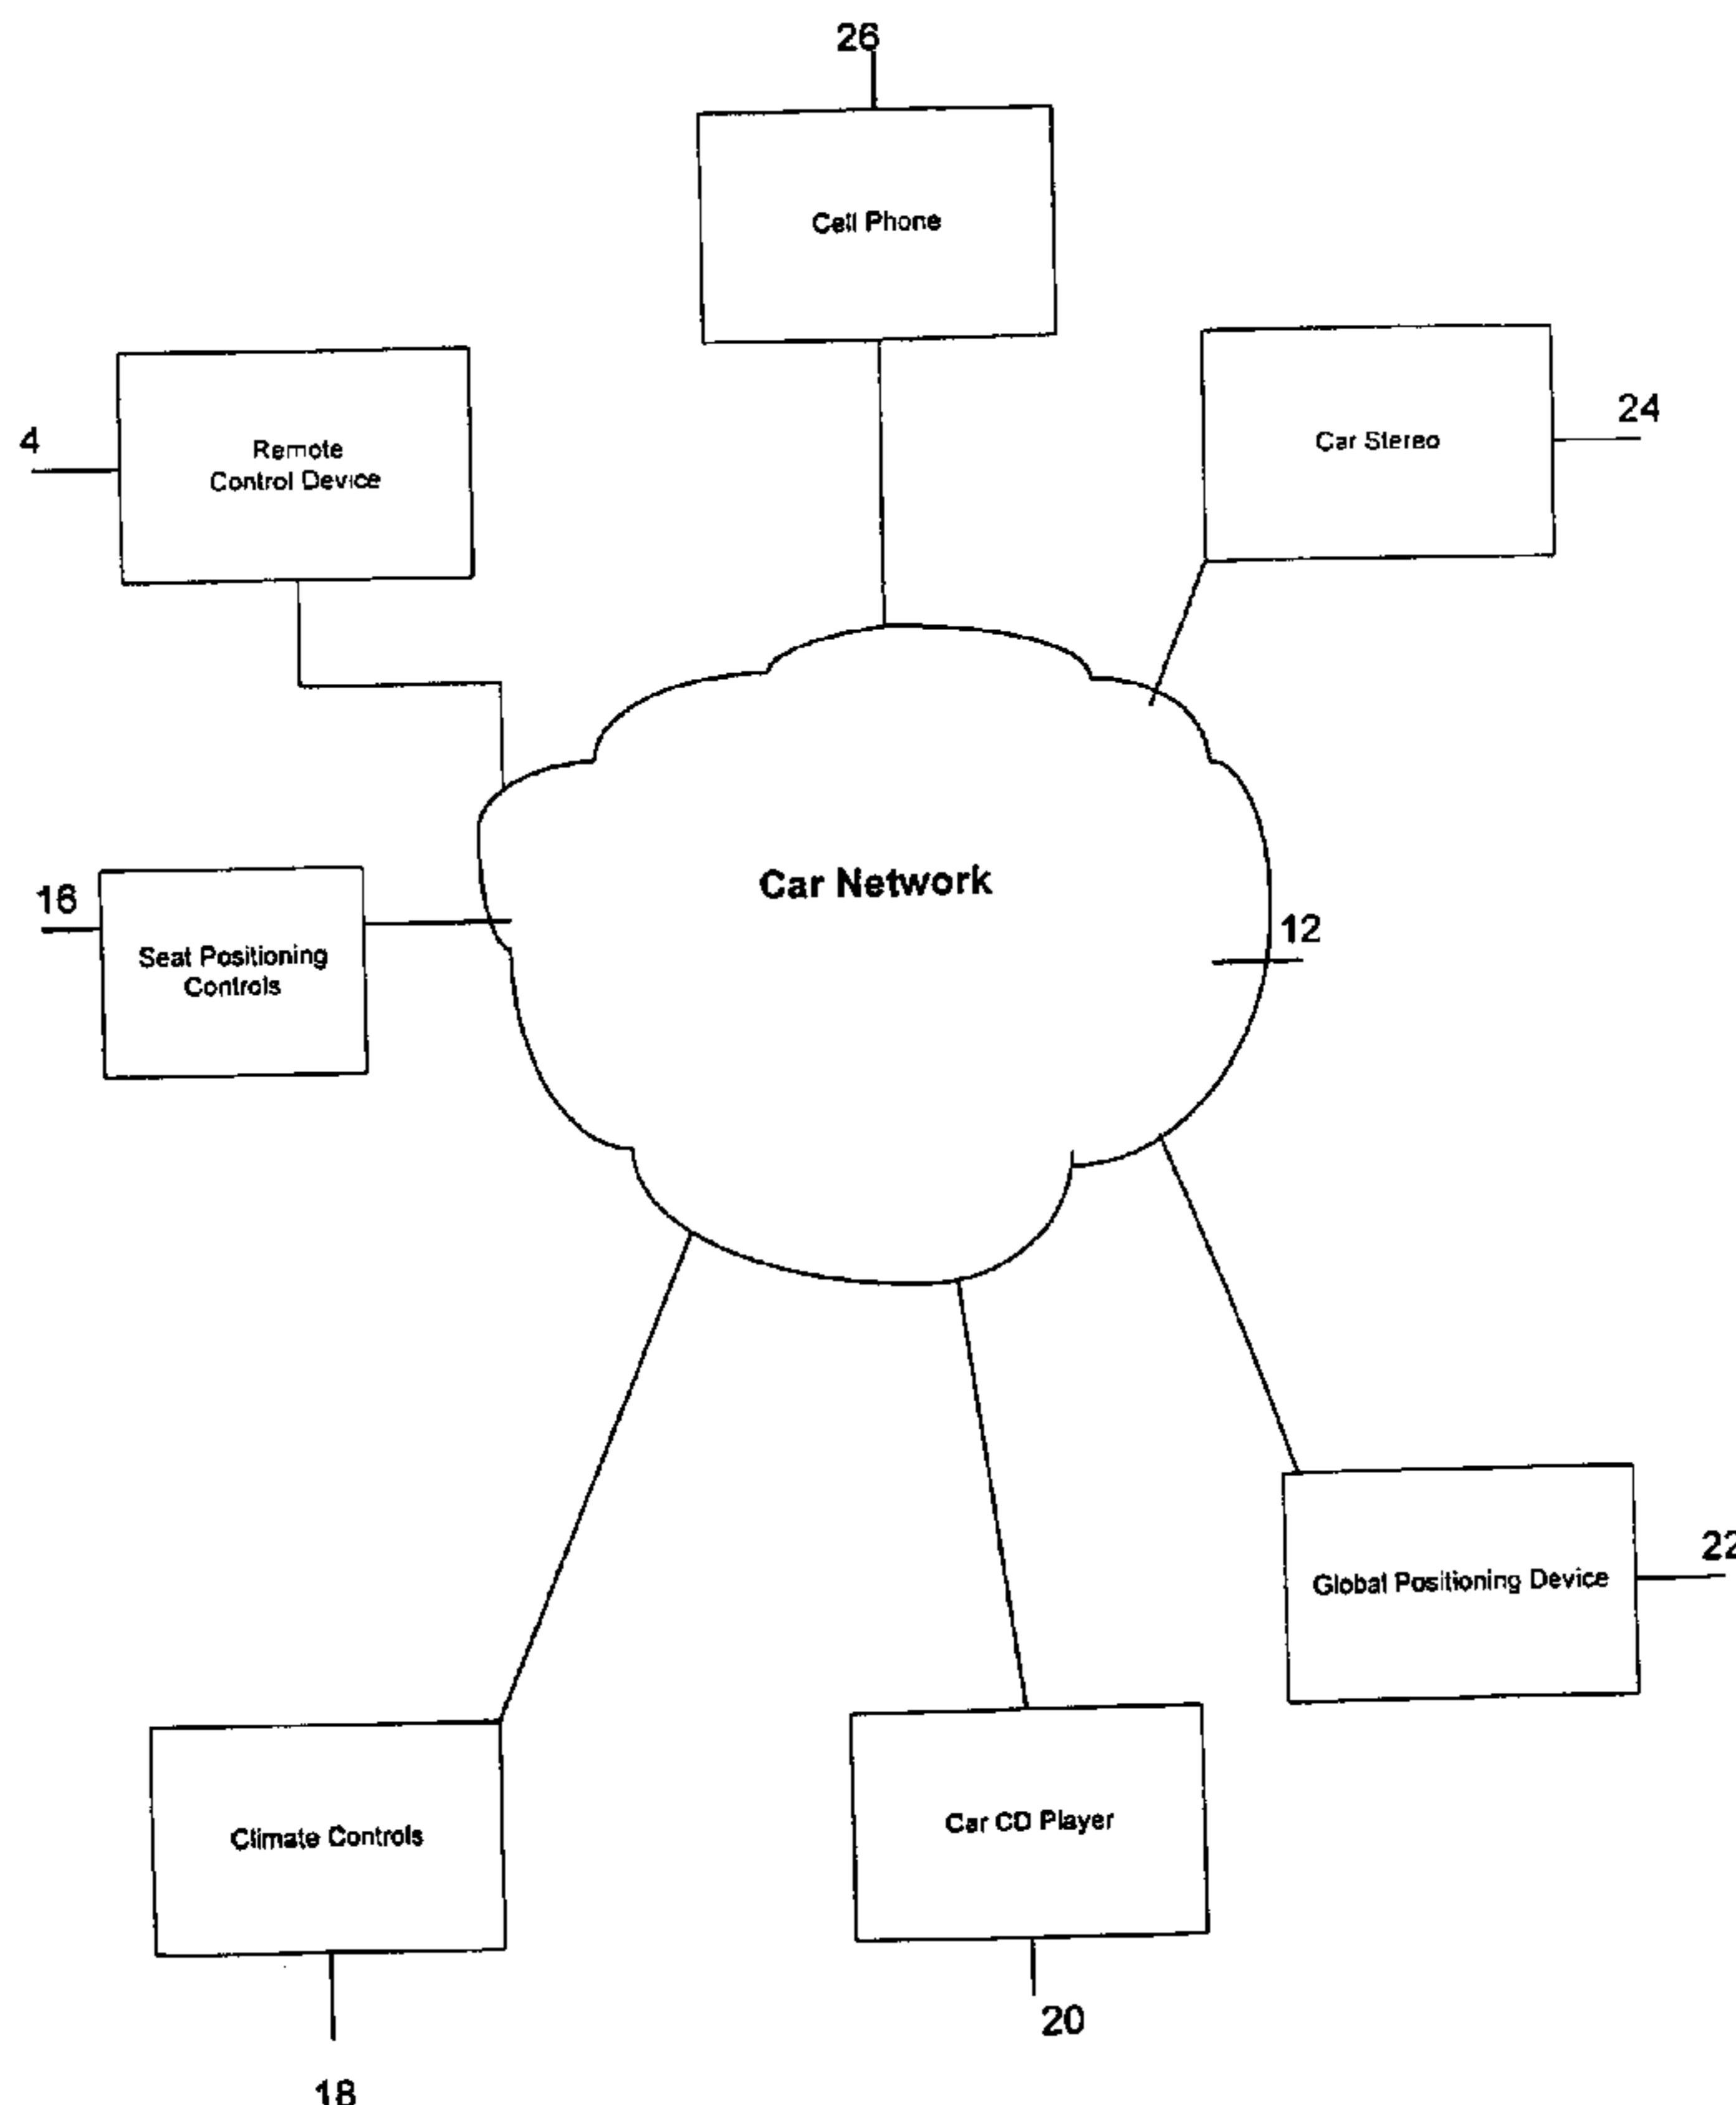 26
Cell Phone
24
Car Stereo
4
Remote
Control Device
Car Network
12
16
Seat Positioning
Controls
22
Global Positioning Device
Climate Controls
Car CD Player
20
18